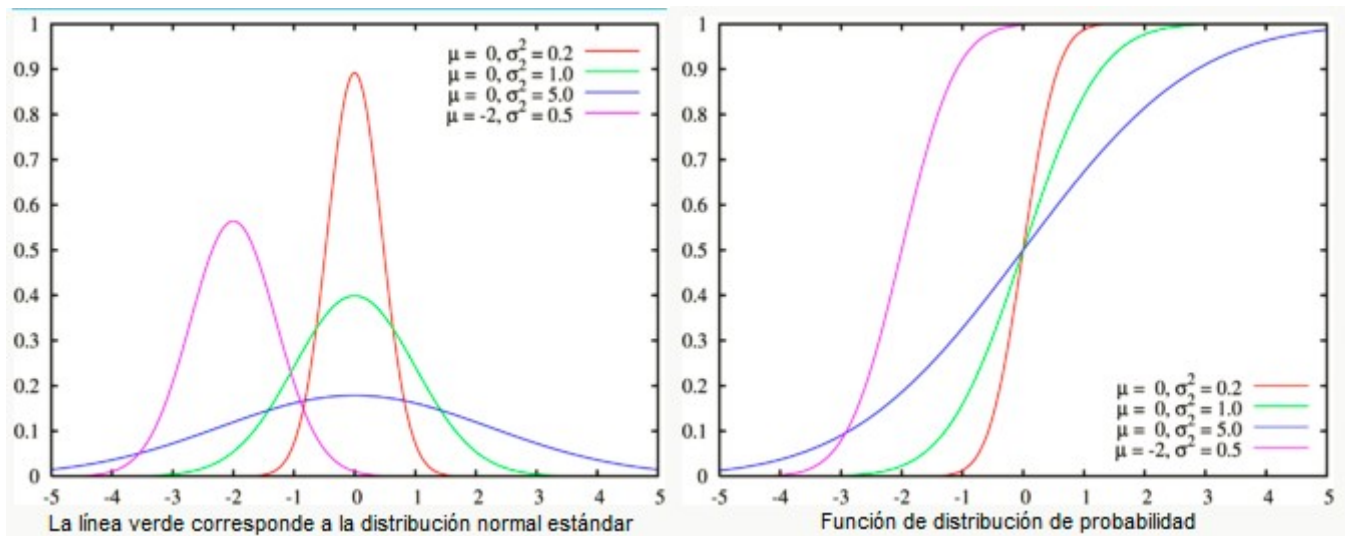 1
0.9
0.8
0.7
0.6
0.5
0.4
0.3
0.2
0.1
0
-5 -4 -3 -2 -1 0 1 2 3 4 5
μ = 0, σ² = 0.2
μ = 0, σ² = 1.0
μ = 0, σ² = 5.0
μ = -2, σ² = 0.5
La línea verde corresponde a la distribución normal estándar
1
0.9
0.8
0.7
0.6
0.5
0.4
0.3
0.2
0.1
0
-5 -4 -3 -2 -1 0 1 2 3 4 5
μ = 0, σ² = 0.2
μ = 0, σ² = 1.0
μ = 0, σ² = 5.0
μ = -2, σ² = 0.5
Función de distribución de probabilidad